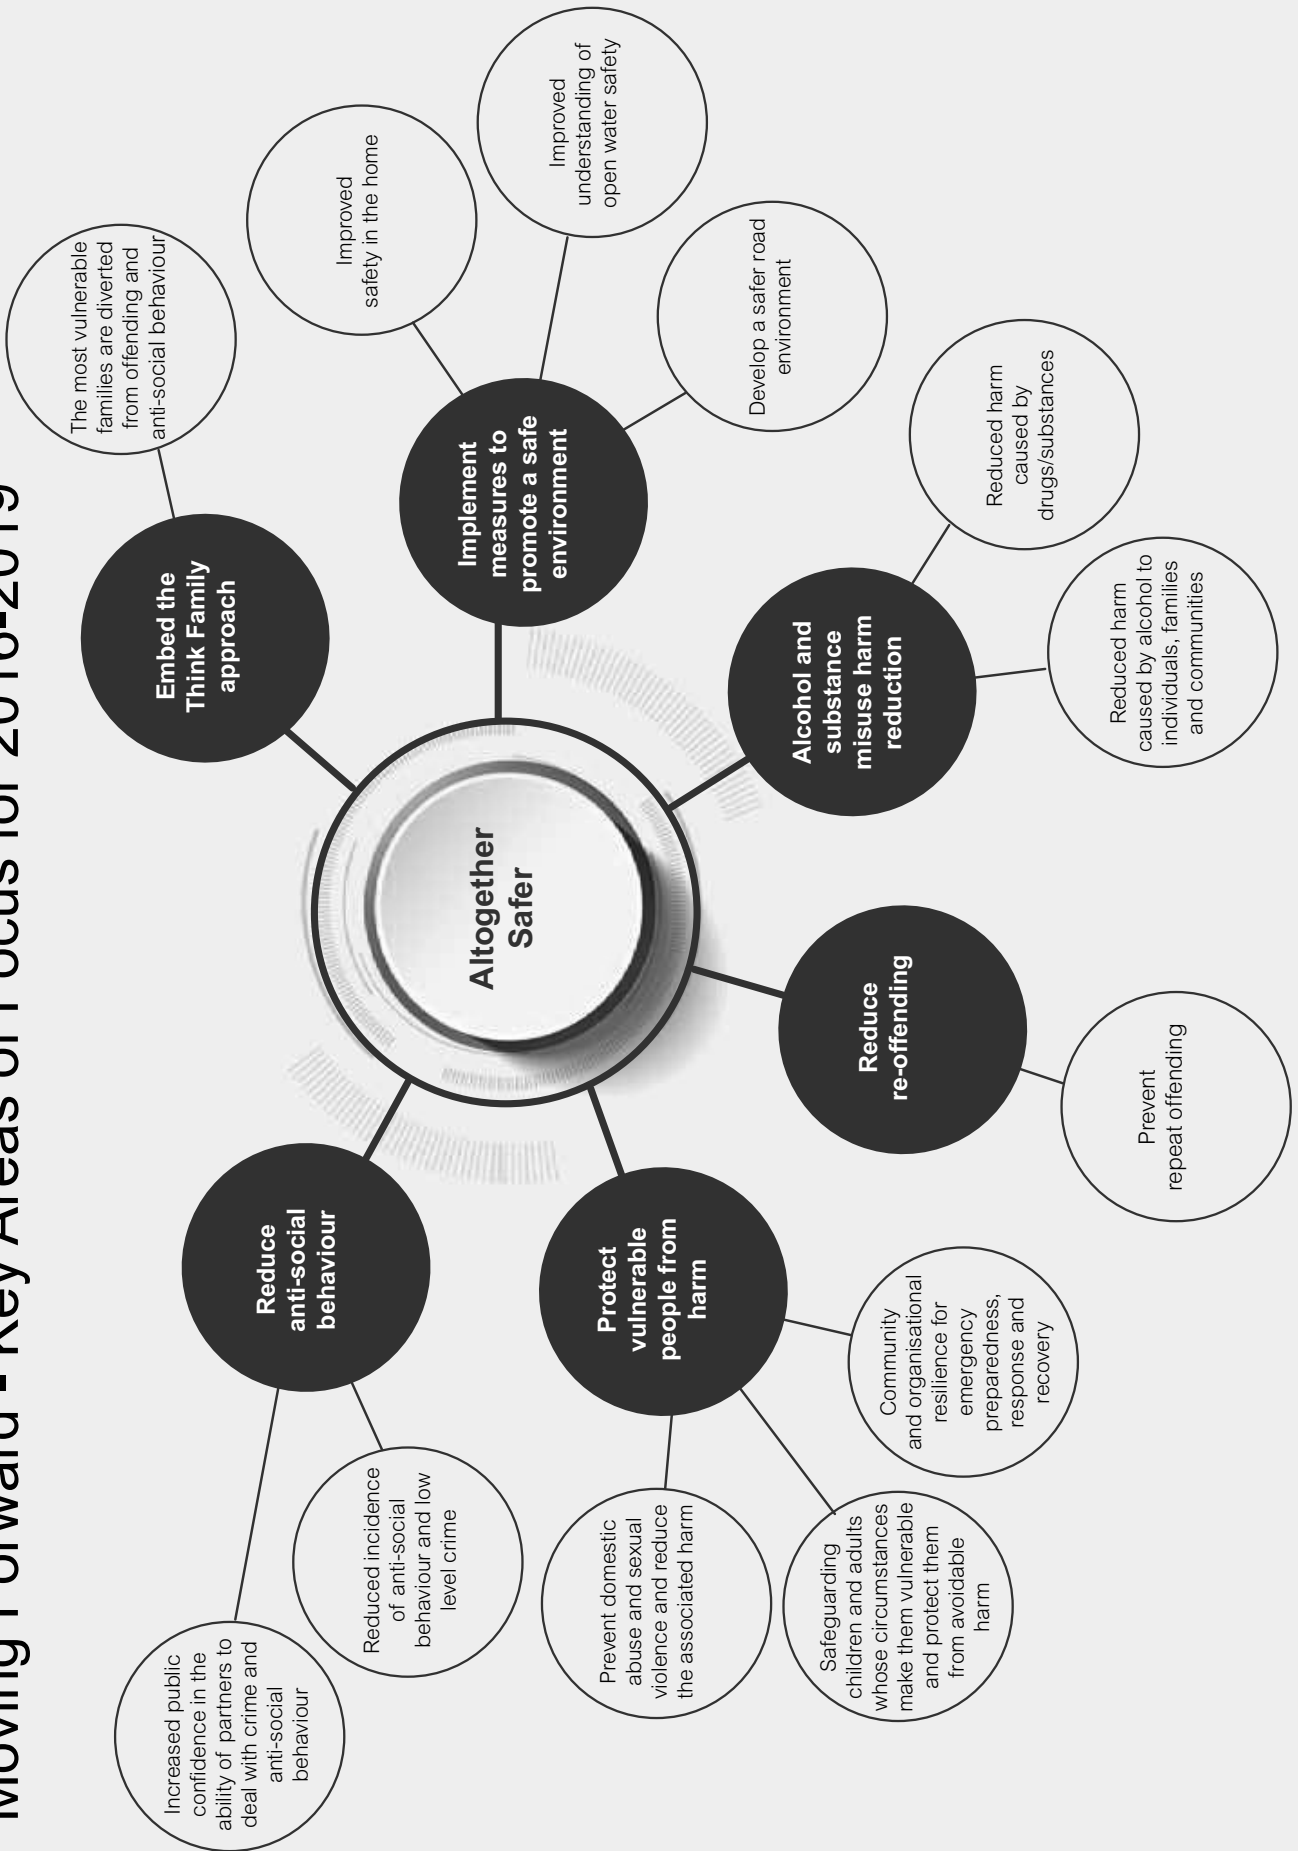 Moving Forward - Key Areas of Focus for 2016-2019
Altogether
Safer
Embed the
Think Family
approach
The most vulnerable
families are diverted
from offending and
anti-social behaviour
Implement
measures to
promote a safe
environment
Improved
safety in the home
Improved
understanding of
open water safety
Develop a safer road
environment
Alcohol and
substance
misuse harm
reduction
Reduced harm
caused by
drugs/substances
Reduced harm
caused by alcohol to
individuals, families
and communities
Reduce
re-offending
Prevent
repeat offending
Protect
vulnerable
people from
harm
Community
and organisational
resilience for
emergency
preparedness,
response and
recovery
Safeguarding
children and adults
whose circumstances
make them vulnerable
and protect them
from avoidable
harm
Prevent domestic
abuse and sexual
violence and reduce
the associated harm
Reduce
anti-social
behaviour
Reduced incidence
of anti-social
behaviour and low
level crime
Increased public
confidence in the
ability of partners to
deal with crime and
anti-social
behaviour